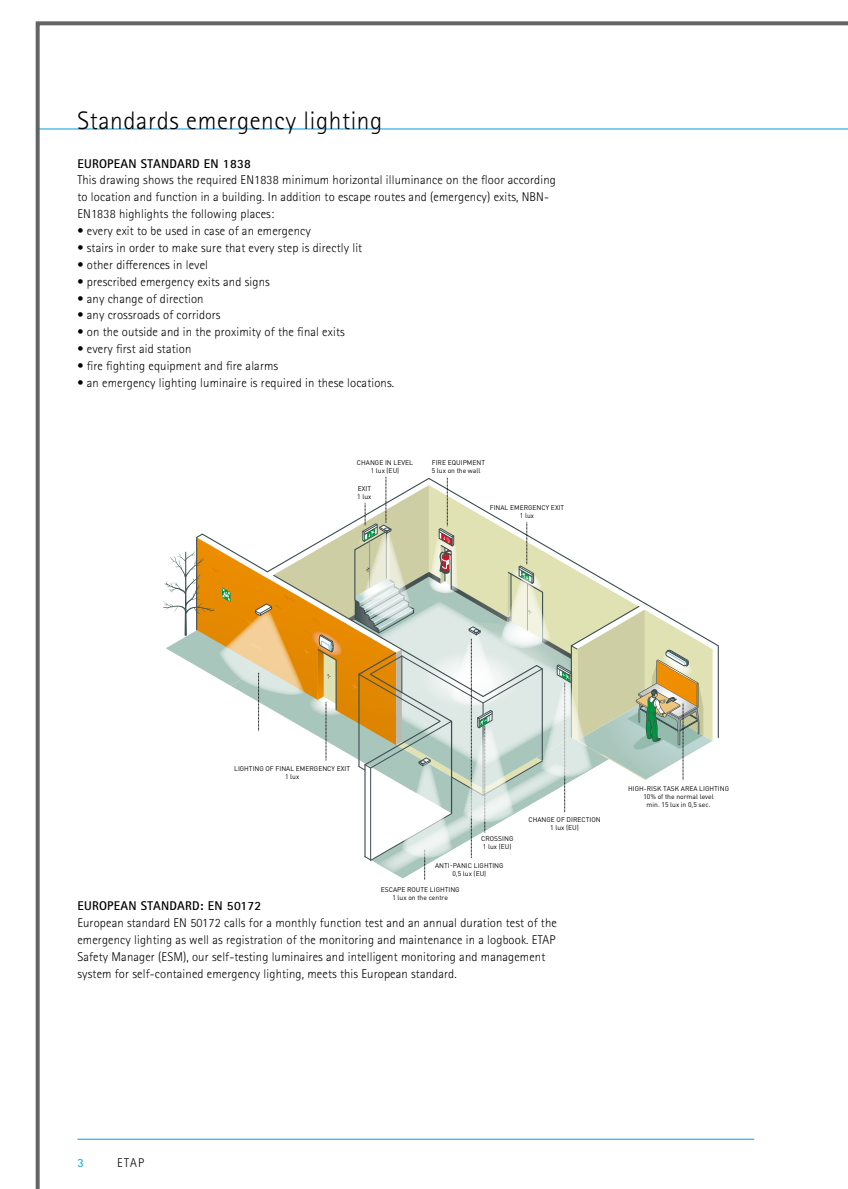 Standards emergency lighting
EUROPEAN STANDARD EN 1838
This drawing shows the required EN1838 minimum horizontal illuminance on the floor according
to location and function in a building. In addition to escape routes and (emergency) exits, NBN-
EN1838 highlights the following places:
• every exit to be used in case of an emergency
• stairs in order to make sure that every step is directly lit
• other differences in level
• prescribed emergency exits and signs
• any change of direction
• any crossroads of corridors
• on the outside and in the proximity of the final exits
• every first aid station
• fire fighting equipment and fire alarms
• an emergency lighting luminaire is required in these locations.
CHANGE IN LEVEL
1 lux (EU)
FIRE EQUIPMENT
5 lux on the wall
EXIT
1 lux
FINAL EMERGENCY EXIT
1 lux
LIGHTING OF FINAL EMERGENCY EXIT
1 lux
HIGH-RISK TASK AREA LIGHTING
10% of the normal level
min. 15 lux in 0,5 sec.
CHANGE OF DIRECTION
1 lux (EU)
CROSSING
1 lux (EU)
ANTI-PANIC LIGHTING
0,5 lux (EU)
ESCAPE ROUTE LIGHTING
1 lux on the centre
EUROPEAN STANDARD: EN 50172
European standard EN 50172 calls for a monthly function test and an annual duration test of the
emergency lighting as well as registration of the monitoring and maintenance in a logbook. ETAP
Safety Manager (ESM), our self-testing luminaires and intelligent monitoring and management
system for self-contained emergency lighting, meets this European standard.
3 ETAP